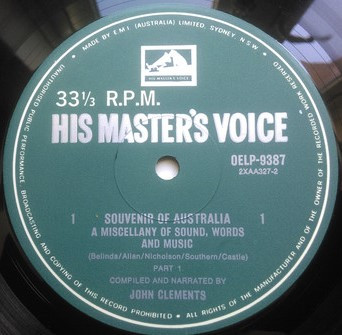 MADE BY E M I (AUSTRALIA) LIMITED, SYDNEY, N·S·W·
ALL RIGHTS OF THE MANUFACTURER AND OF THE OWNER OF THE RECORDED WORK RESERVED
UNAUTHORISED PUBLIC PERFORMANCE BROADCASTING AND COPYING OF THIS RECORD PROHIBITED
HIS MASTER'S VOICE
33⅓ R.P.M.
HIS MASTER'S VOICE
OELP-9387
2XAA327-2
1 SOUVENIR OF AUSTRALIA 1
A MISCELLANY OF SOUND, WORDS
AND MUSIC
(Belinda/Allan/Nicholson/Southern/Castle)
PART 1
COMPILED AND NARRATED BY
JOHN CLEMENTS